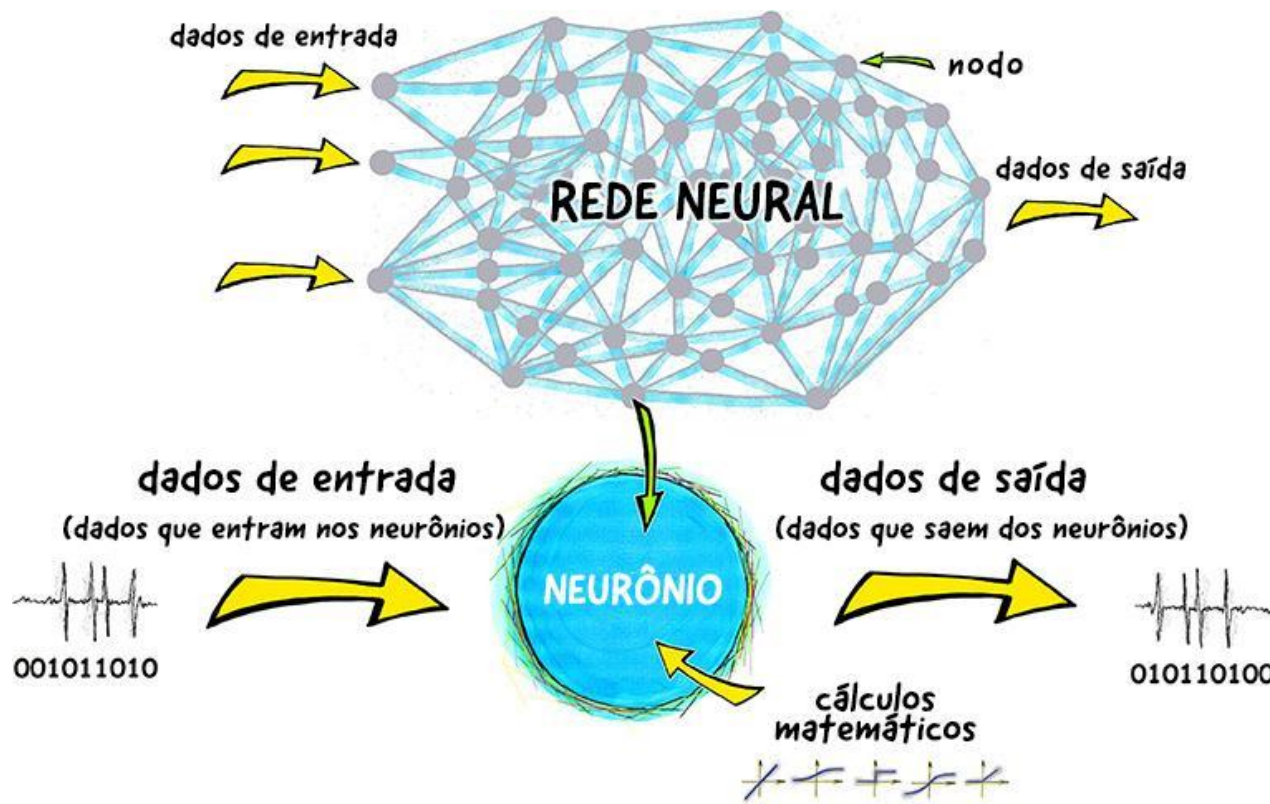 dados de entrada
nodo
REDE NEURAL
dados de saída
dados de entrada
(dados que entram nos neurônios)
dados de saída
(dados que saem dos neurônios)
NEURÔNIO
001011010
010110100
cálculos
matemáticos